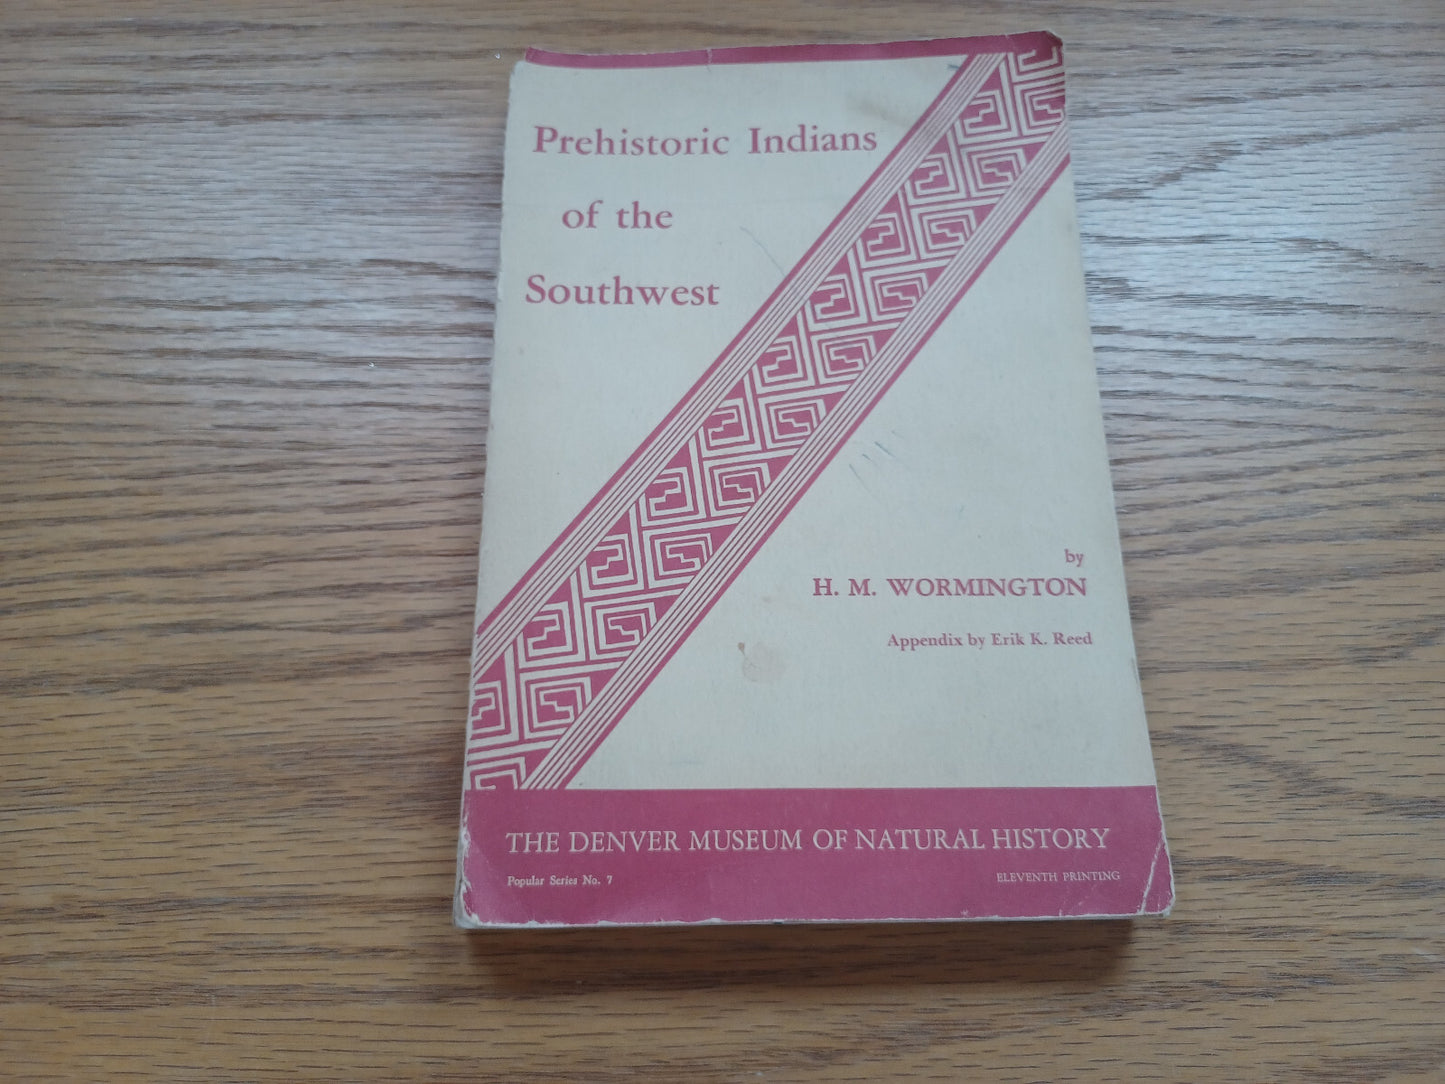 Prehistoric Indians
of the
Southwest
by
H. M. WORMINGTON
Appendix by Erik K. Reed
THE DENVER MUSEUM OF NATURAL HISTORY
Popular Series No. 7
ELEVENTH PRINTING